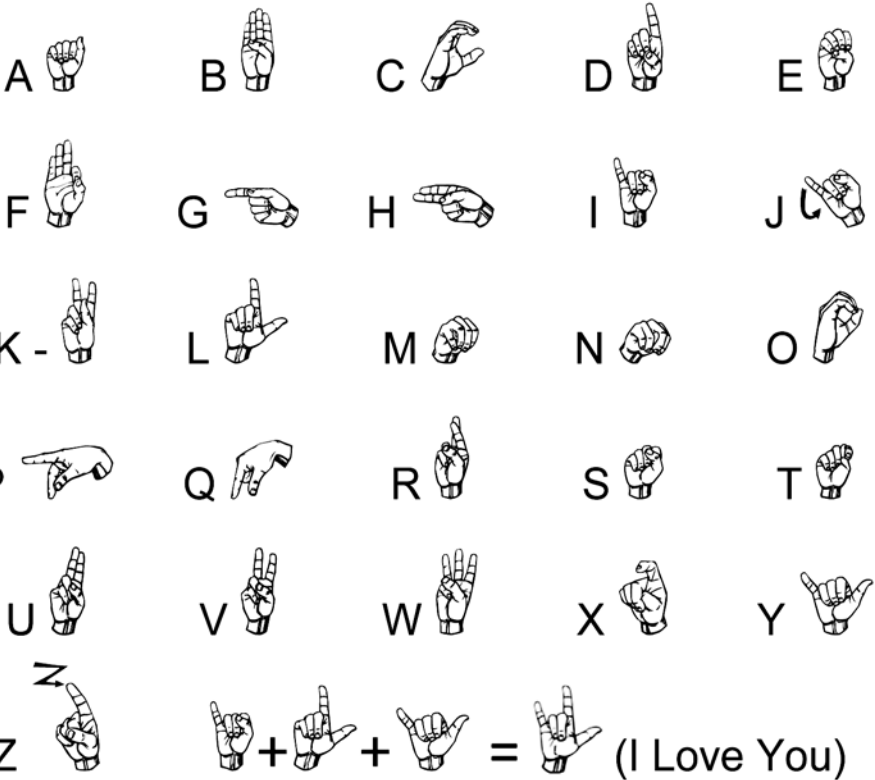 A B C D E
F G H I J
K - L M N O
Q R S T
U V W X Y
Z + + = (I Love You)